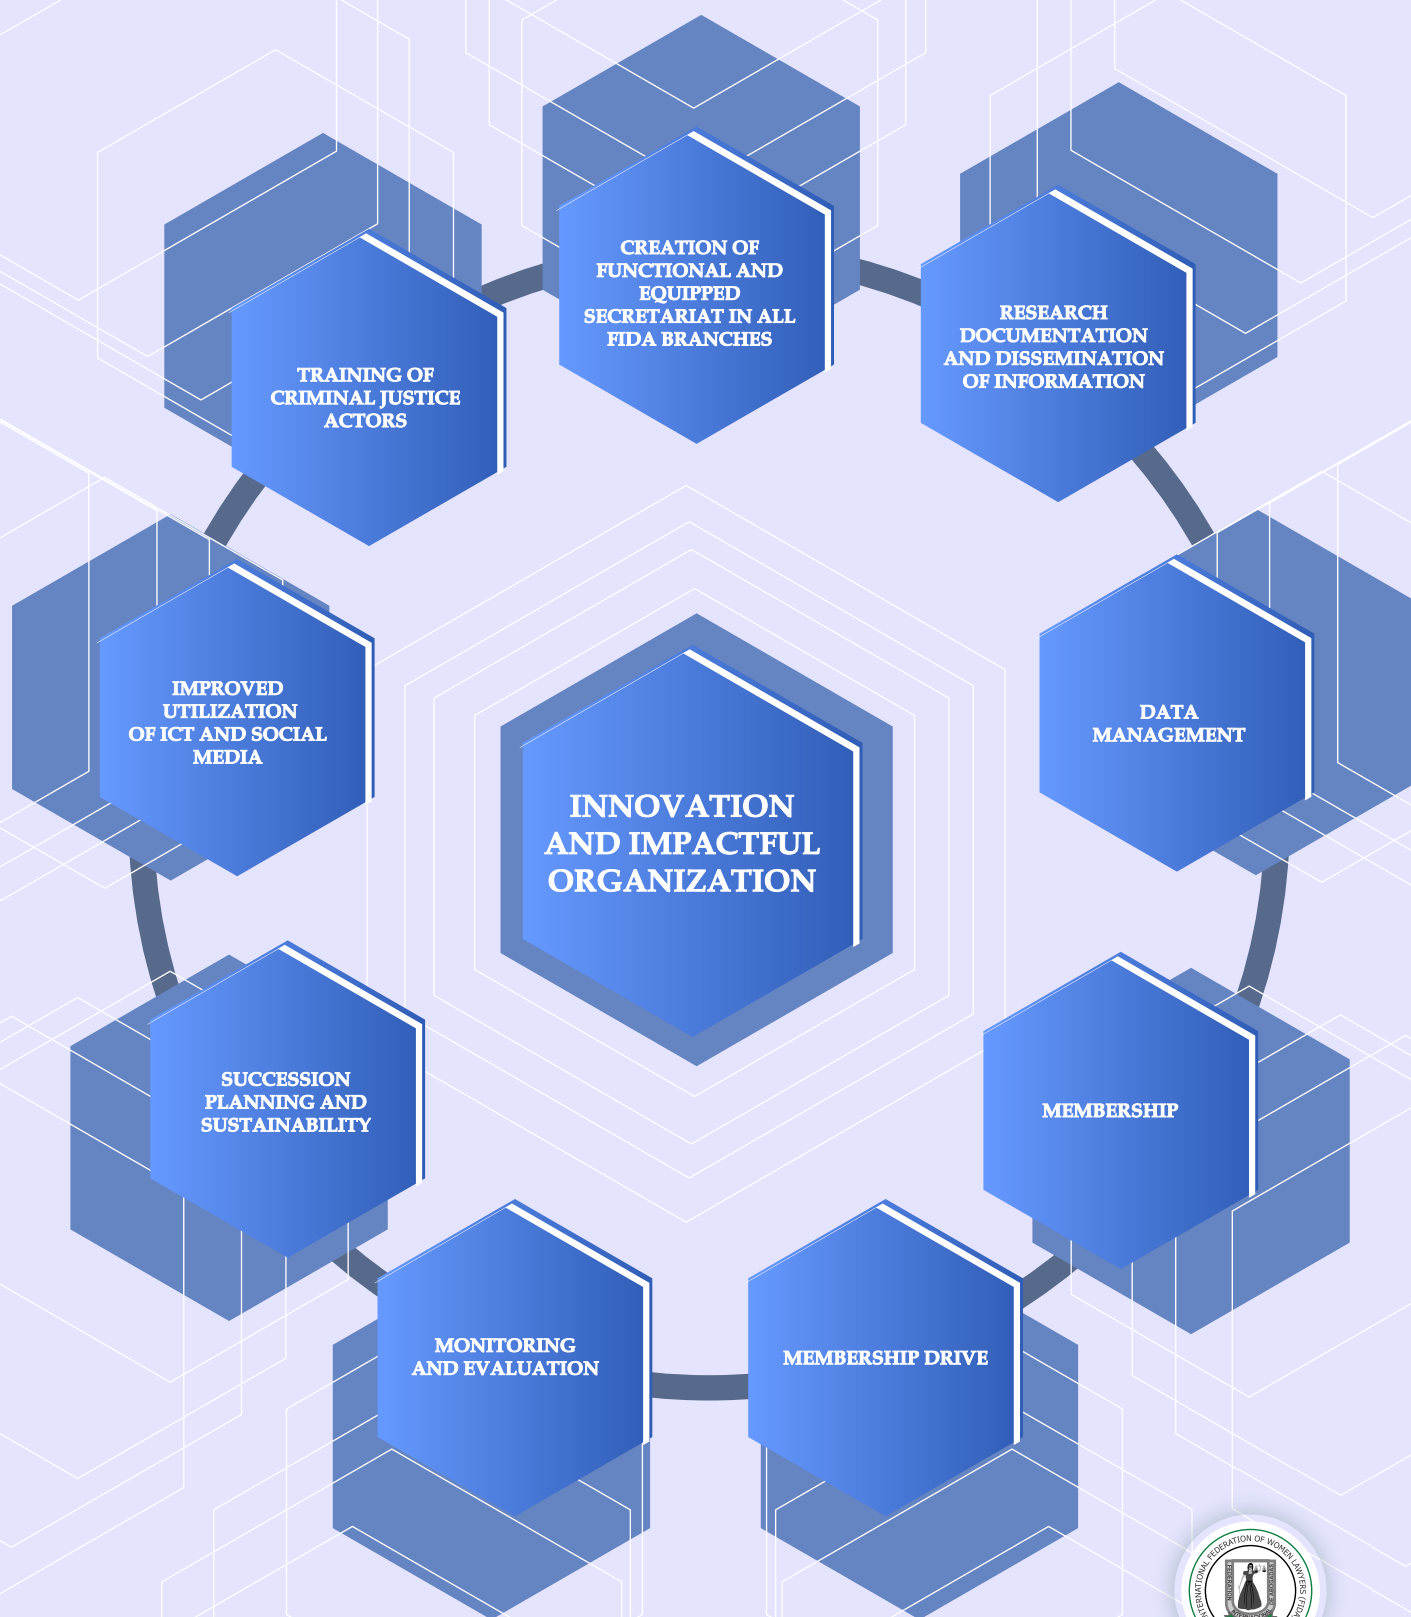 CREATION OF
FUNCTIONAL AND
EQUIPPED
SECRETARIAT IN ALL
FIDA BRANCHES
RESEARCH
DOCUMENTATION
AND DISSEMINATION
OF INFORMATION
TRAINING OF
CRIMINAL JUSTICE
ACTORS
IMPROVED
UTILIZATION
OF ICT AND SOCIAL
MEDIA
DATA
MANAGEMENT
INNOVATION
AND IMPACTFUL
ORGANIZATION
SUCCESSION
PLANNING AND
SUSTAINABILITY
MEMBERSHIP
MONITORING
AND EVALUATION
MEMBERSHIP DRIVE
NTERNATIONAL FEDERATION OF WOMEN LAWYERS (FIDA